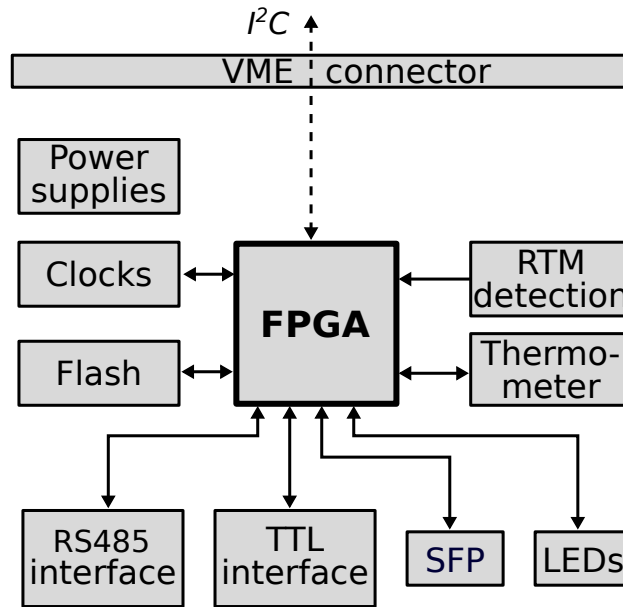 I²C
VME connector
Power
supplies
Clocks
FPGA
RTM
detection
Flash
Thermo-
meter
RS485
interface
TTL
interface
SFP
LEDs